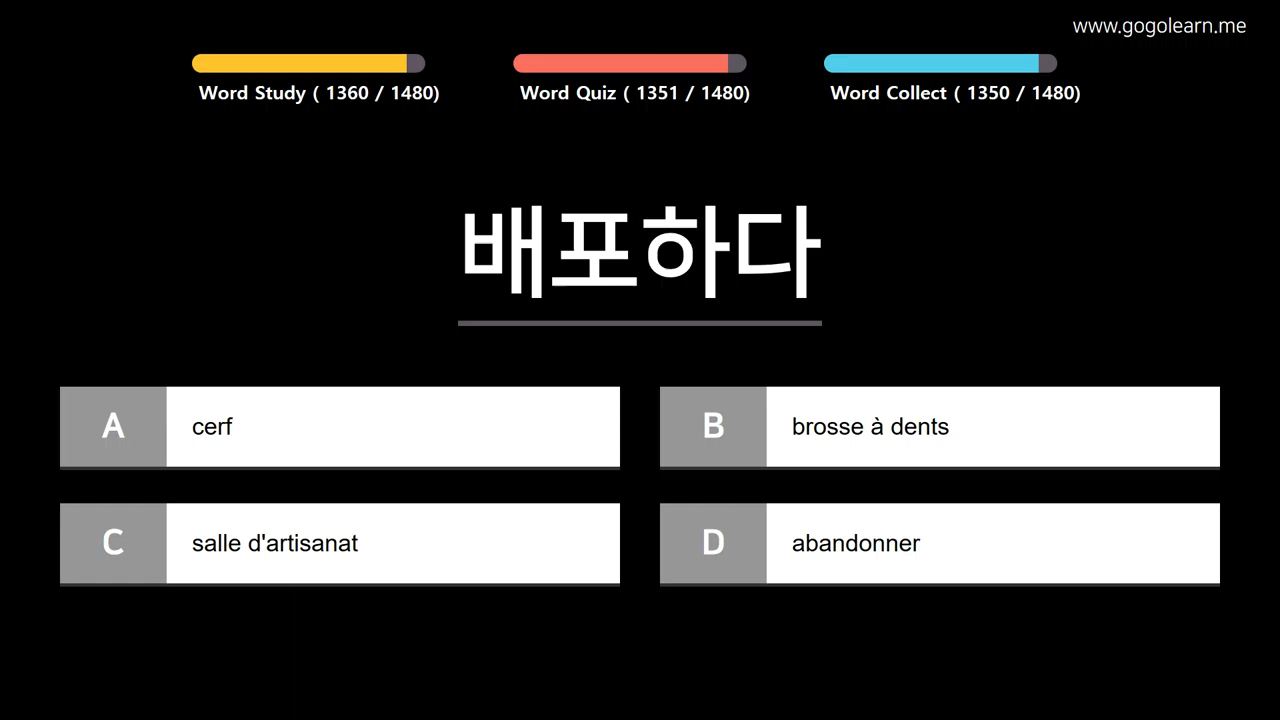 www.gogolearn.me
Word Study ( 1360 / 1480)
Word Quiz ( 1351 / 1480)
Word Collect ( 1350 / 1480)
배포하다
A cerf
B brosse à dents
C salle d'artisanat
D abandonner